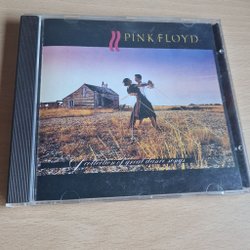 PINK FLOYD
A collection of great dance songs